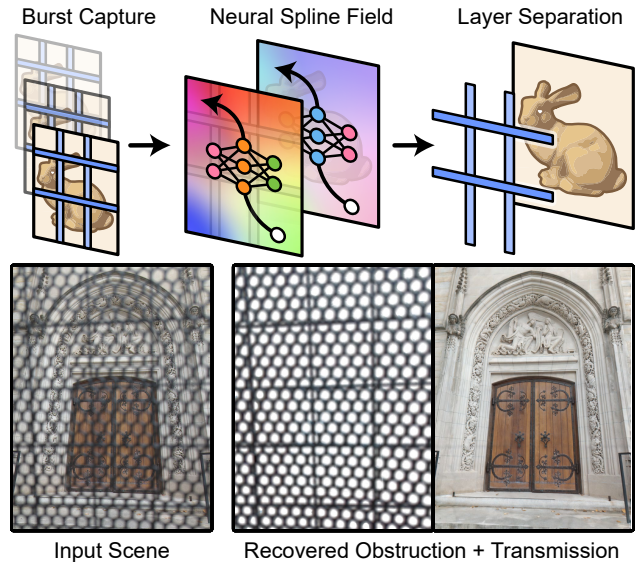 Burst Capture
Neural Spline Field
Layer Separation
Input Scene
Recovered Obstruction + Transmission